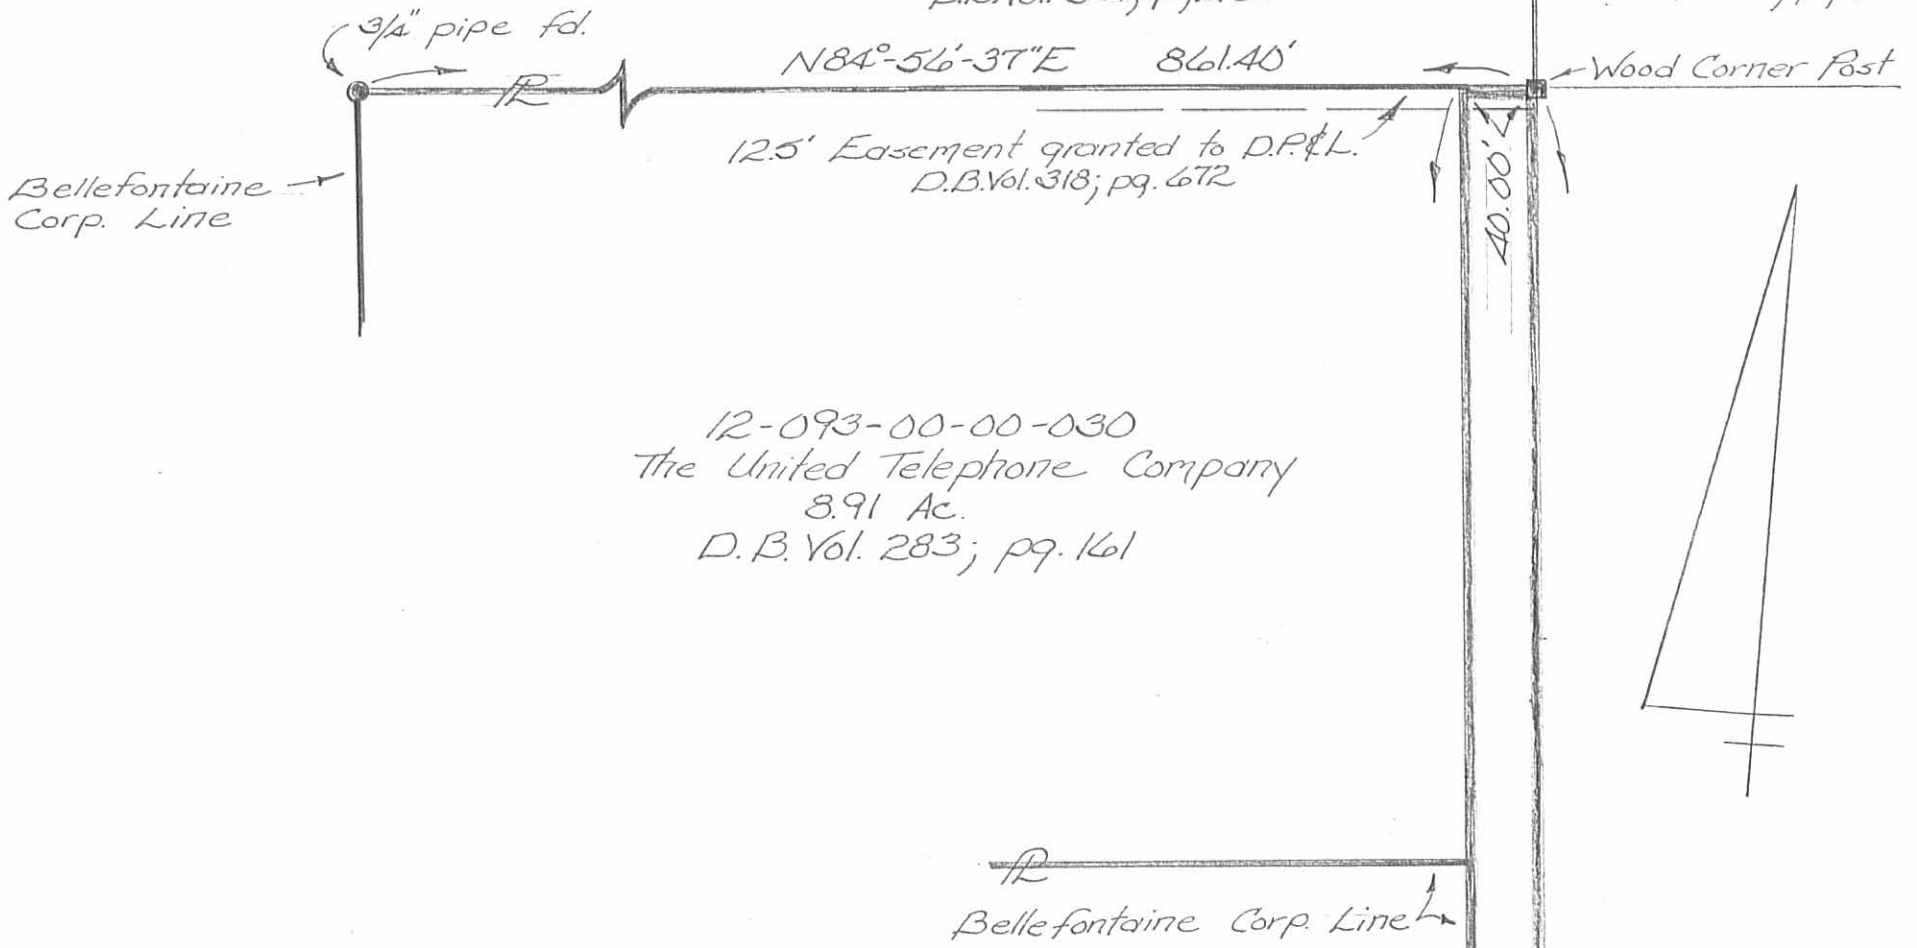 3/4" pipe fd.
N84°-56'-37"E 861.40'
Wood Corner Post
12.5' Easement granted to D.P.&L.
D.B.Vol.318; pg.672
40.00'
Bellefontaine
Corp. Line
PL
12-093-00-00-030
The United Telephone Company
8.91 Ac.
D.B. Vol. 283; pg. 161
PL
Bellefontaine Corp. Line